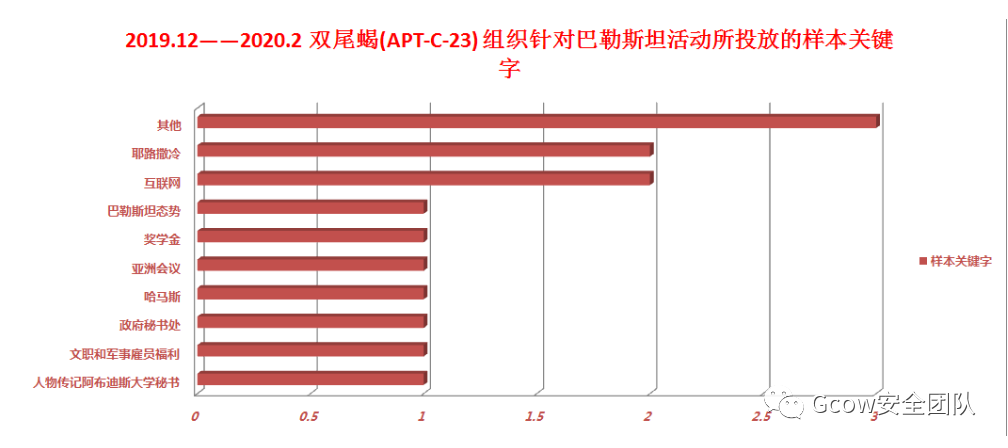 2019.12——2020.2 双尾蝎(APT-C-23) 组织针对巴勒斯坦活动所投放的样本关键
字
其他
耶路撒冷
互联网
巴勒斯坦态势
奖学金
亚洲会议
哈马斯
政府秘书处
文职和军事雇员福利
人物传记阿布迪斯大学秘书
样本关键字
0 0.5 1 1.5 2 2.5 3
Gcow安全团队